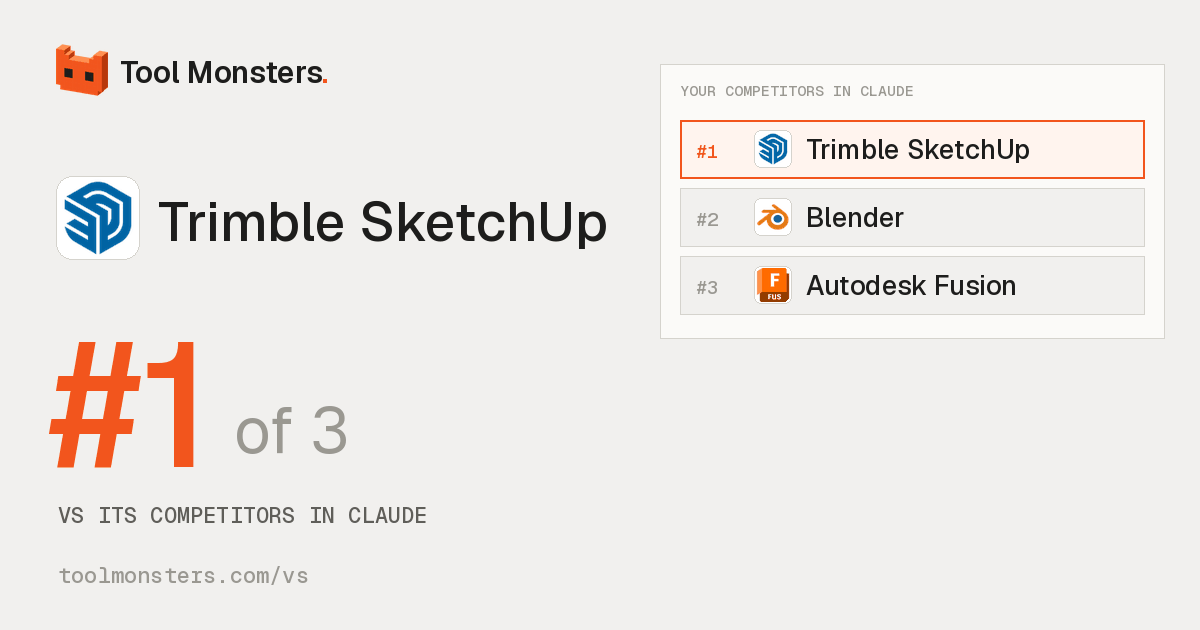 Tool Monsters.
Trimble SketchUp
#1 of 3
VS ITS COMPETITORS IN CLAUDE
toolmonsters.com/vs
YOUR COMPETITORS IN CLAUDE
#1 Trimble SketchUp
#2 Blender
#3 F FUS Autodesk Fusion